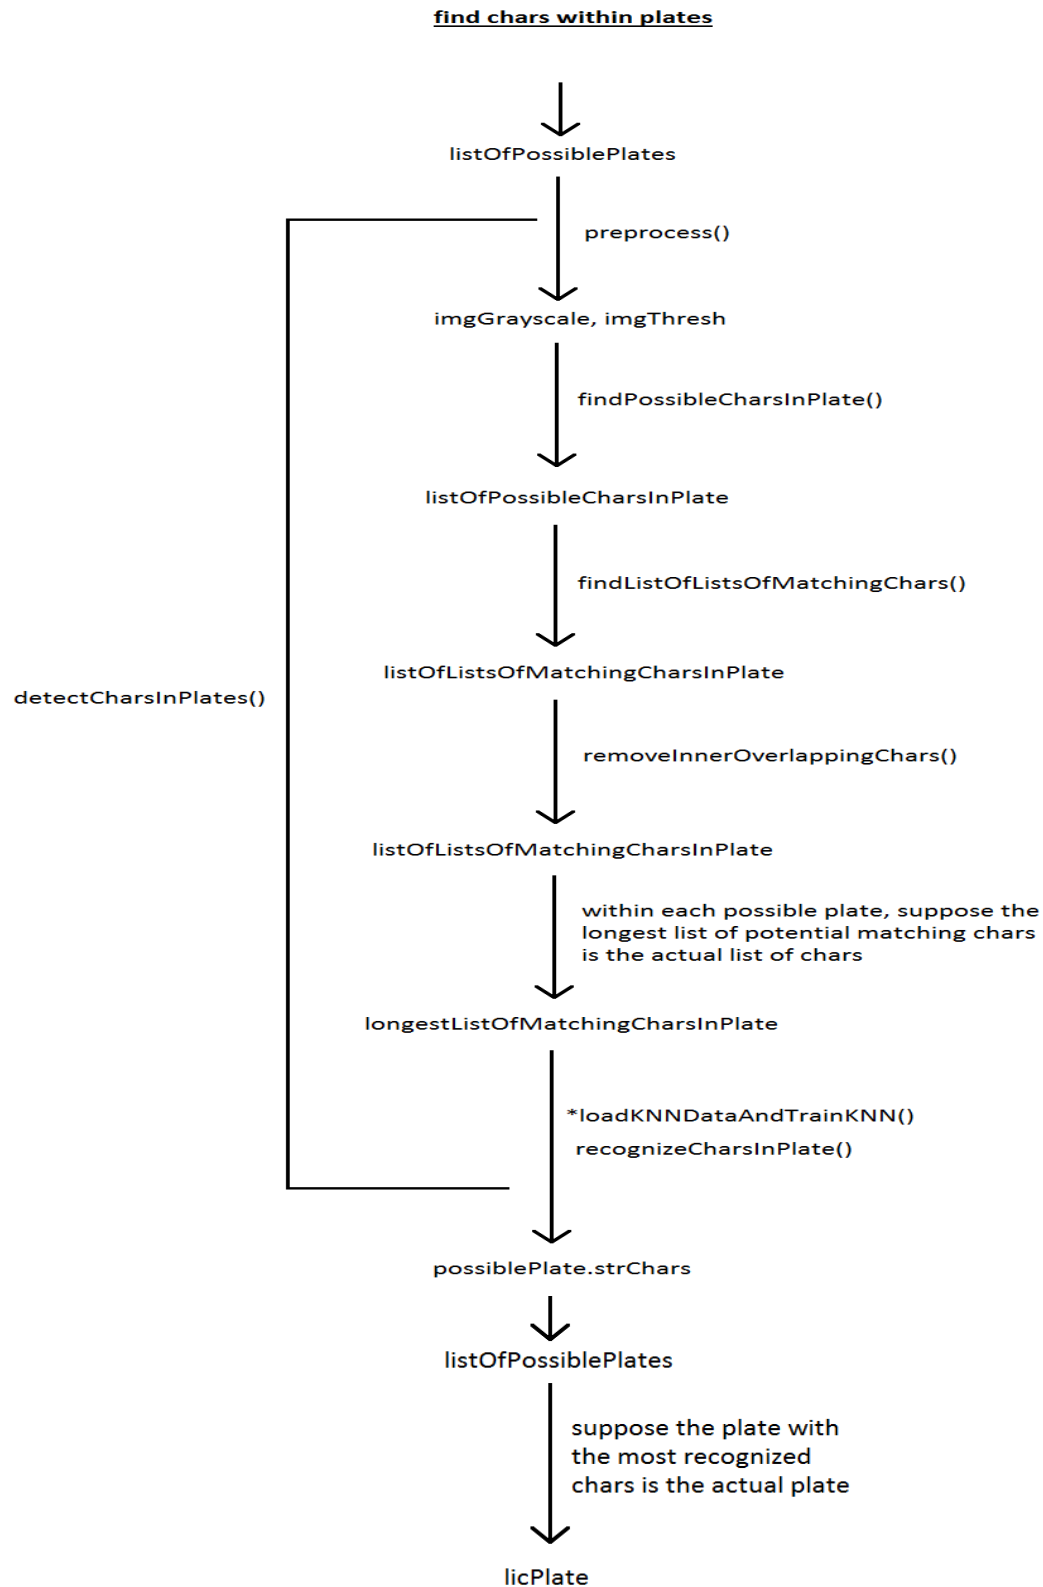 find chars within plates
listOfPossiblePlates
preprocess()
imgGrayscale, imgThresh
findPossibleCharsInPlate()
listOfPossibleCharsInPlate
findListOfListsOfMatchingChars()
listOfListsOfMatchingCharsInPlate
detectCharsInPlates()
removeInnerOverlappingChars()
listOfListsOfMatchingCharsInPlate
within each possible plate, suppose the
longest list of potential matching chars
is the actual list of chars
longestListOfMatchingCharsInPlate
*loadKNNDataAndTrainKNN()
recognizeCharsInPlate()
possiblePlate.strChars
listOfPossiblePlates
suppose the plate with
the most recognized
chars is the actual plate
licPlate